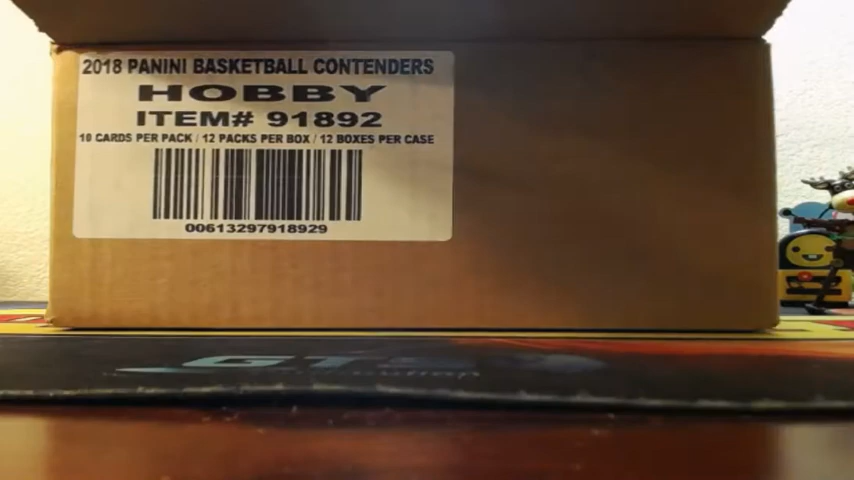 2018 PANINI BASKETBALL CONTENDERS
HOBBY
ITEM# 91892
10 CARDS PER PACK / 12 PACKS PER BOX / 12 BOXES PER CASE
00613297918929
GTS